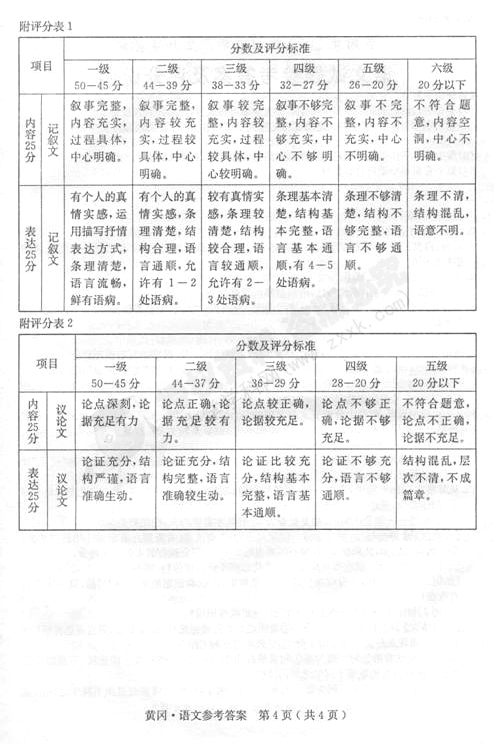 附评分表1
项目
分数及评分标准
一级
50－45分
二级
44－39分
三级
38－33分
四级
32－27分
五级
26－20分
六级
20分以下
内容25分
记叙文
叙事完整，
内容充实，
过程具体，
中心明确。
叙事完整，
内容较充
实，过程较
具体，中心
明确。
叙事较完
整，内容较
充实，过程
较具体，中
心较明确。
叙事不够完
整，内容不
够充实，中
心不够明
确。
叙事不完
整，内容不
充实，中心
不明确。
不符合题
意，内容空
洞，中心不
明确。
表达25分
记叙文
有个人的真
情实感，运
用描写抒情
表达方式，
条理清楚，
语言流畅，
鲜有语病。
有个人的真
情实感，条
理清楚，结
构合理，语
言通顺，允
许有1－2
处语病。
较有真情实
感，条理较
清楚，结构
较合理，语
言较通顺，
允许有2－
3处语病。
条理基本清
楚，结构基
本完整，语
言基本通
顺，有4－5
处语病。
条理不够清
楚，结构不
够完整，语
言不够通
顺。
条理不清，
结构混乱，
语意不明。
附评分表2
项目
分数及评分标准
一级
50－45分
二级
44－37分
三级
36－29分
四级
28－20分
五级
20分以下
内容25分
议论文
论点深刻，论
据充足有力
论点正确，论
据充足较有
力。
论点较正确，
论据较充足。
论点不够正
确，论据不够
充足。
不符合题意，
论点不正确，
论据不充足。
表达25分
议论文
论证充分，结
构严谨，语言
准确生动。
论证充分，结
构完整，语言
准确较生动。
论证比较充
分，结构基本
完整，语言基
本通顺。
论证不够充
分，语言不够
通顺。
结构混乱，层
次不清，不成
篇章。
黄冈·语文参考答案 第4页（共4页）